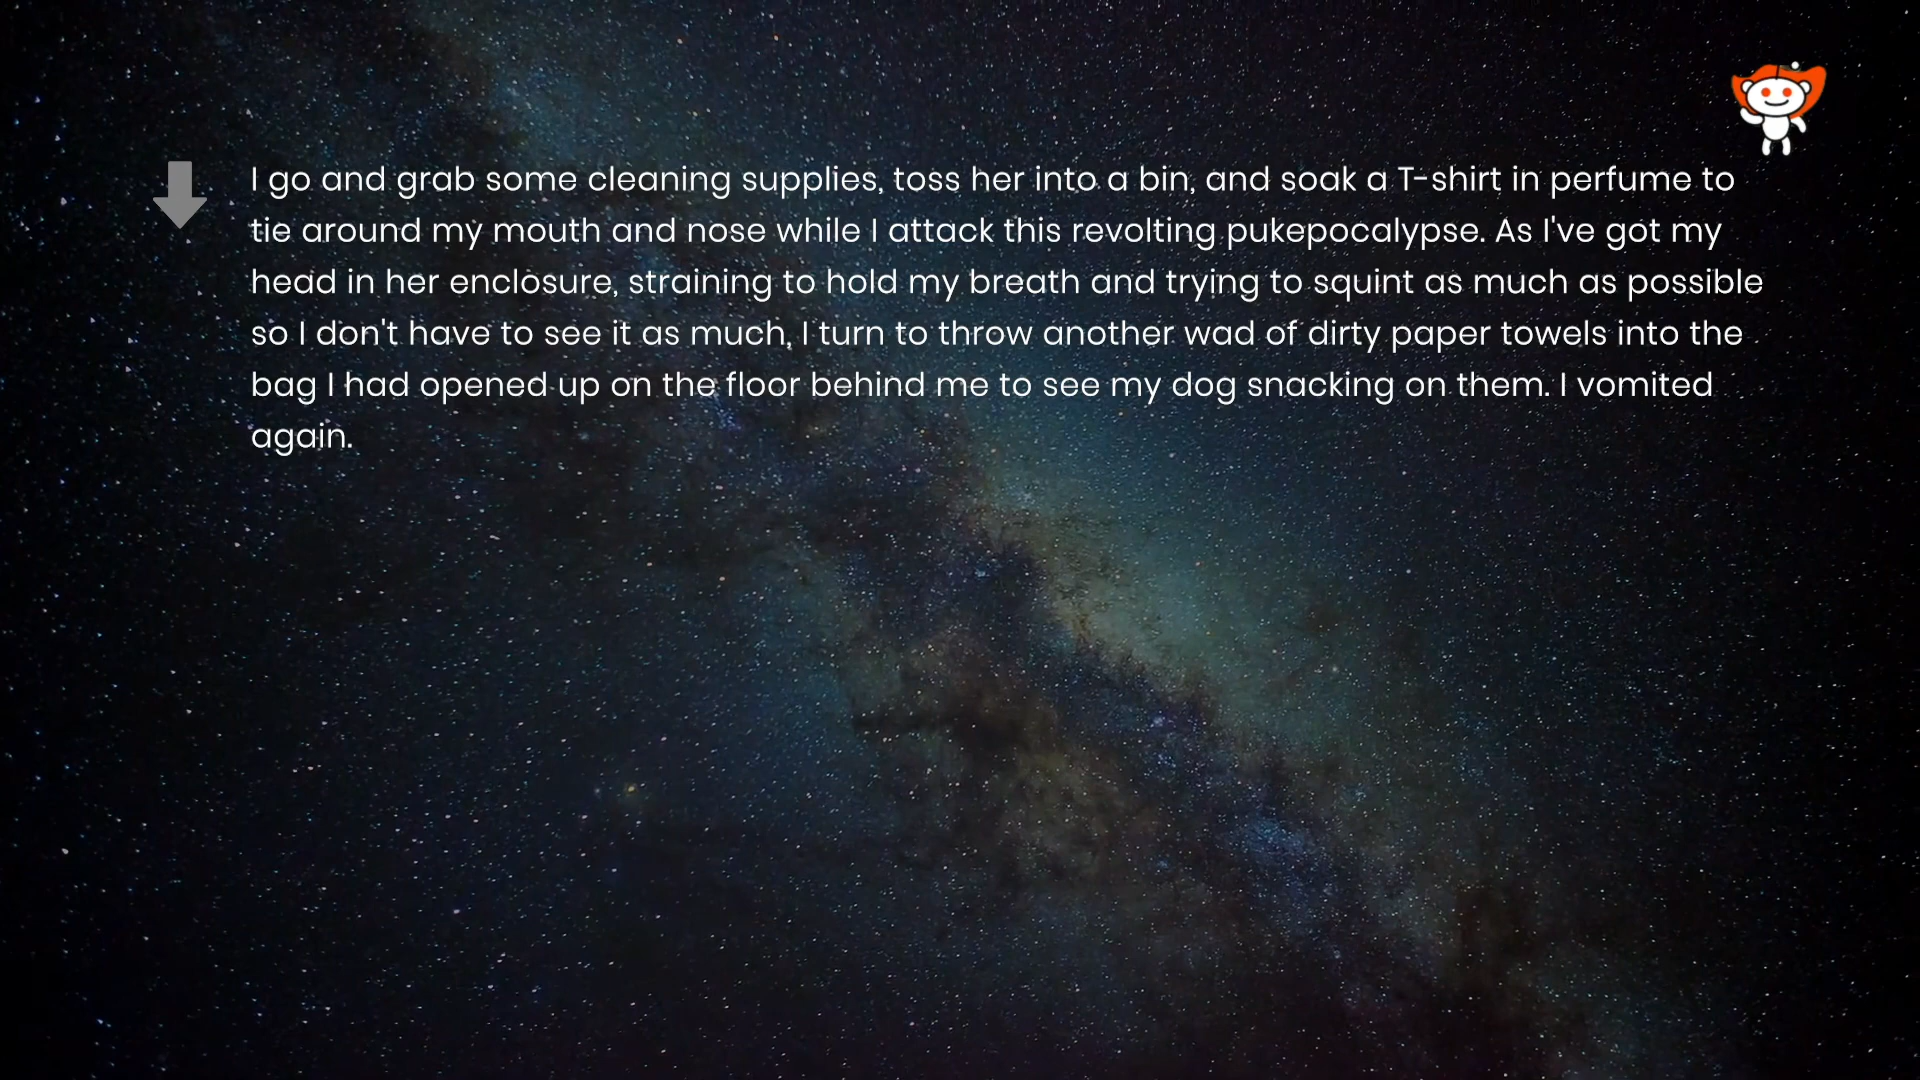 I go and grab some cleaning supplies, toss her into a bin, and soak a T-shirt in perfume to
tie around my mouth and nose while I attack this revolting pukepocalypse. As I've got my
head in her enclosure, straining to hold my breath and trying to squint as much as possible
so I don't have to see it as much, I turn to throw another wad of dirty paper towels into the
bag I had opened up on the floor behind me to see my dog snacking on them. I vomited
again.